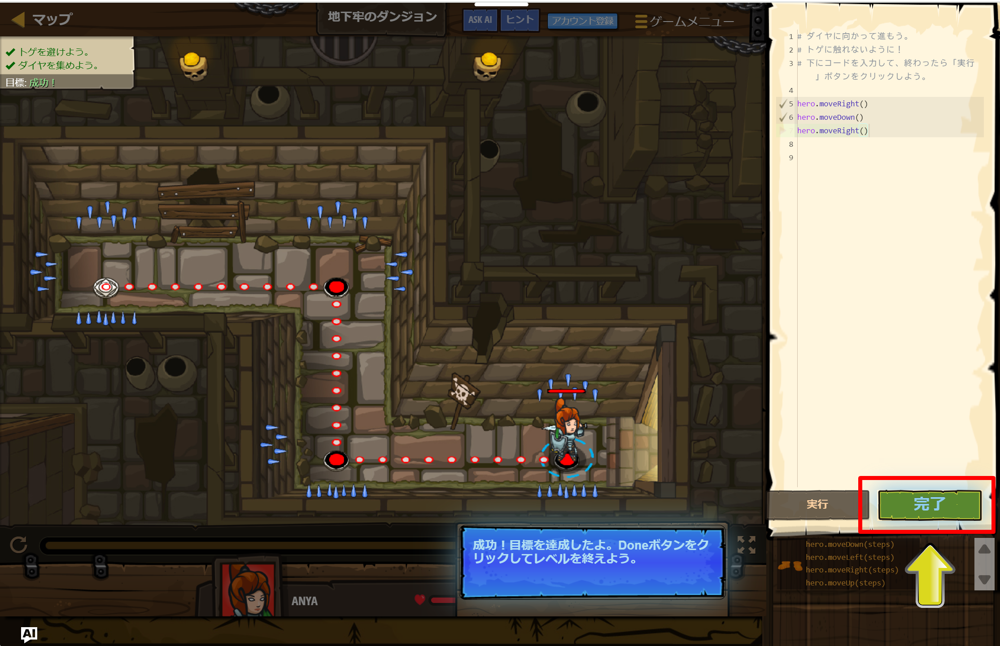 マップ
地下牢のダンジョン
ASK AI
ヒント
アカウント登録
ゲームメニュー
トゲを避けよう。
ダイヤを集めよう。
目標: 成功！
1 # ダイヤに向かって進もう。
2 # トゲに触れないように！
3 # 下にコードを入力して、終わったら「実行
」ボタンをクリックしよう。
4
5 hero.moveRight()
6 hero.moveDown()
7 hero.moveRight()
8
9
実行
完了
成功！目標を達成したよ。Doneボタンをク
リックしてレベルを終えよう。
hero.moveDown(steps)
hero.moveLeft(steps)
hero.moveRight(steps)
hero.moveUp(steps)
ANYA
AI